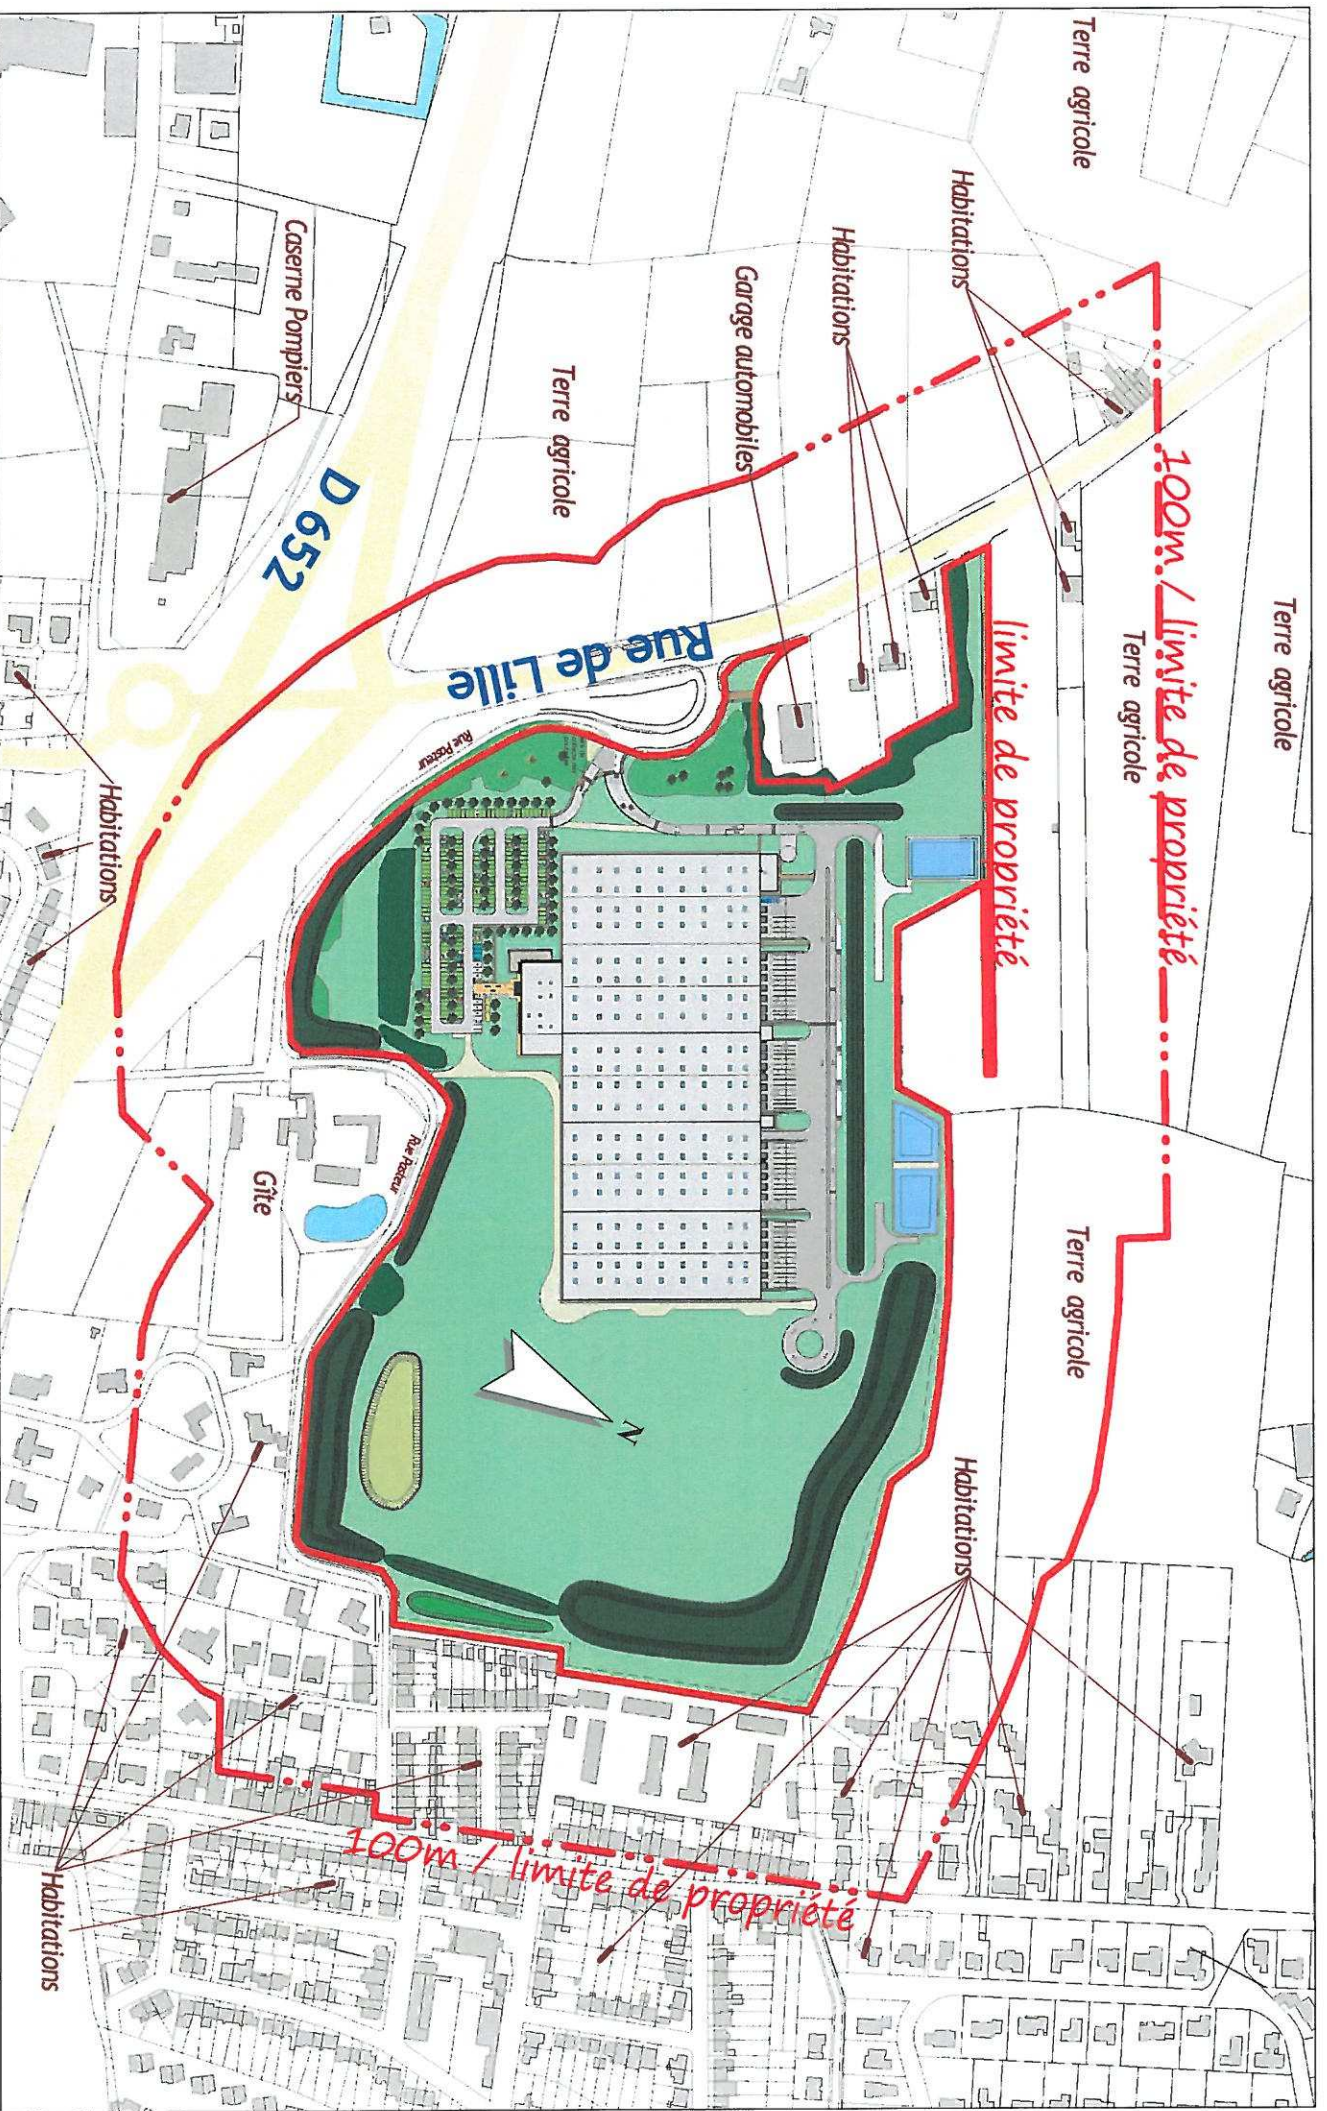 Terre agricole
Terre agricole
100m / limite de propriété
Terre agricole
Terre agricole
Habitations
limite de propriété
Habitations
Habitations
Garage automobiles
Terre agricole
Rue de Lille
D 652
Caserne Pompiers
Rue Pasteur
Rue Pasteur
Gîte
Habitations
N
100m / limite de propriété
Habitations